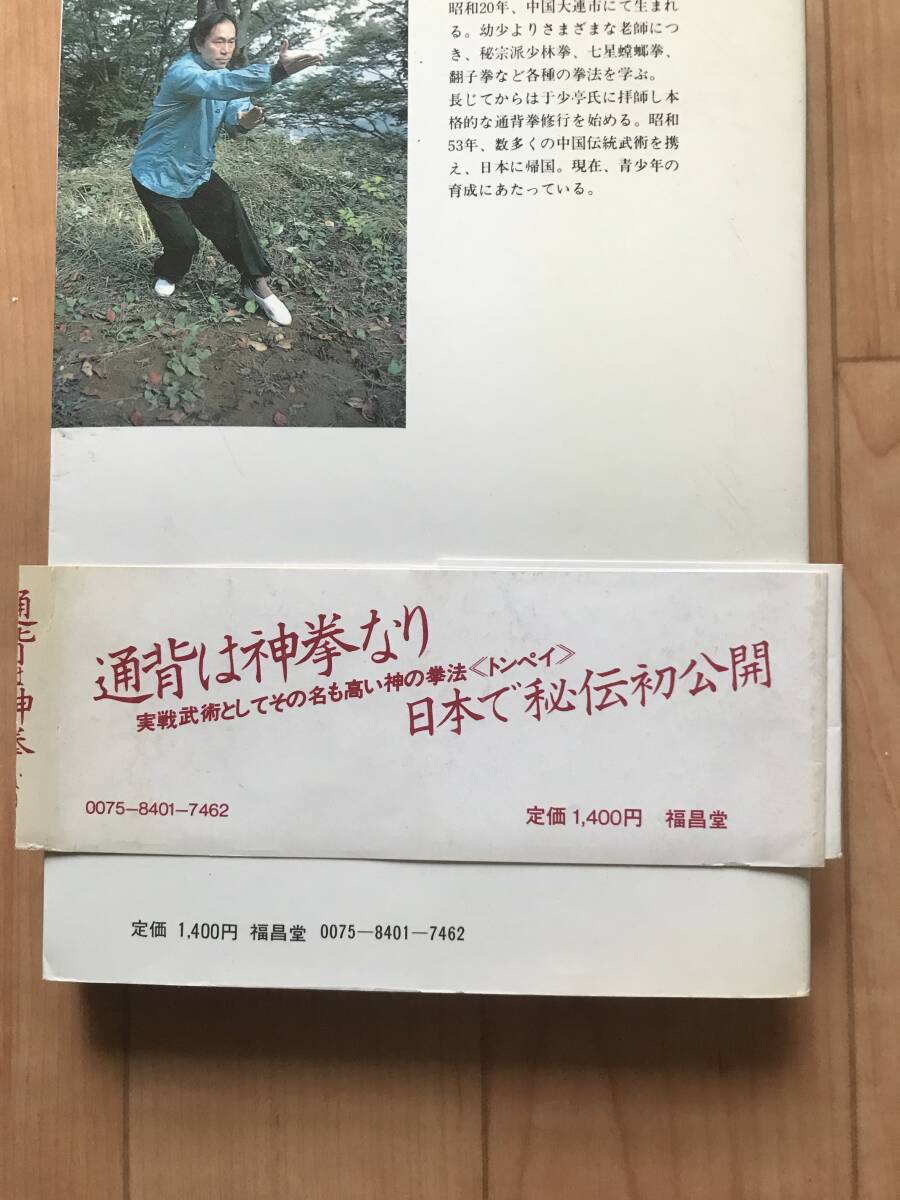 昭和20年、中国大連市にて生まれ
る。幼少よりさまざまな老師につ
き、秘宗派少林拳、七星螳螂拳、
翻子拳など各種の拳法を学ぶ。
長じてからは于少亭氏に拝師し本
格的な通背拳修行を始める。昭和
53年、数多くの中国伝統武術を携
え、日本に帰国。現在、青少年の
育成にあたっている。
通背は神拳なり
実戦武術としてその名も高い神の拳法《トンペイ》
日本で秘伝初公開
0075-8401-7462
定価1,400円 福昌堂
通背は神拳
定価 1,400円 福昌堂 0075-8401-7462